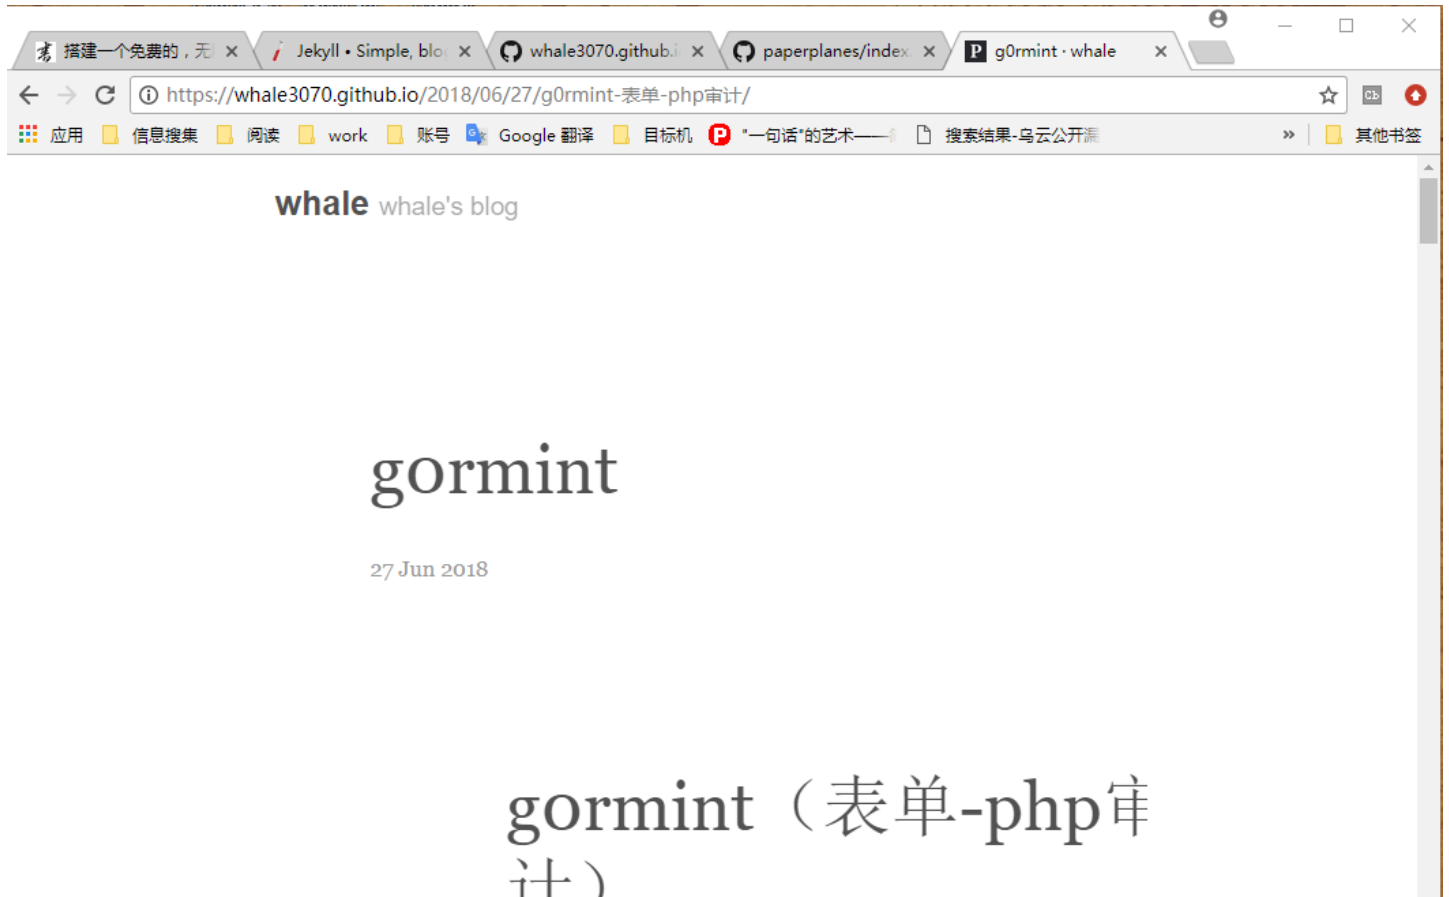 搭建一个免费的，无
Jekyll • Simple, blo
whale3070.github.i
paperplanes/index.
g0rmint · whale
https://whale3070.github.io/2018/06/27/g0rmint-表单-php审计/
应用 信息搜集 阅读 work 账号 Google 翻译 目标机 "一句话"的艺术—— 搜索结果-乌云公开漏 » 其他书签
whale whale's blog
g0rmint
27 Jun 2018
g0rmint（表单-php审
计）